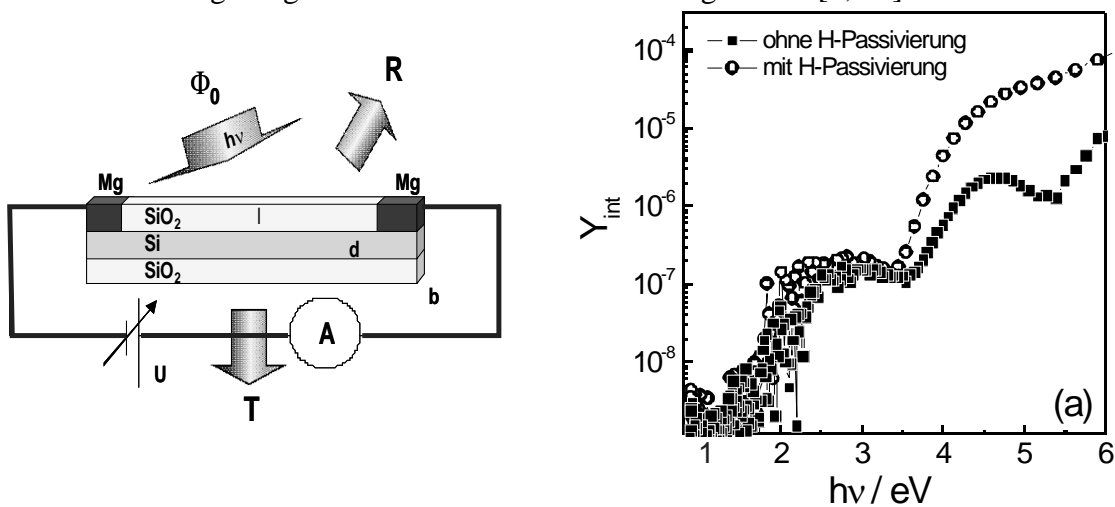 Φ0
R
hν
Mg
Mg
SiO2
l
Si
d
SiO2
b
A
U
T
ohne H-Passivierung
mit H-Passivierung
10-4
10-5
10-6
10-7
10-8
Yint
(a)
1 2 3 4 5 6
hν / eV